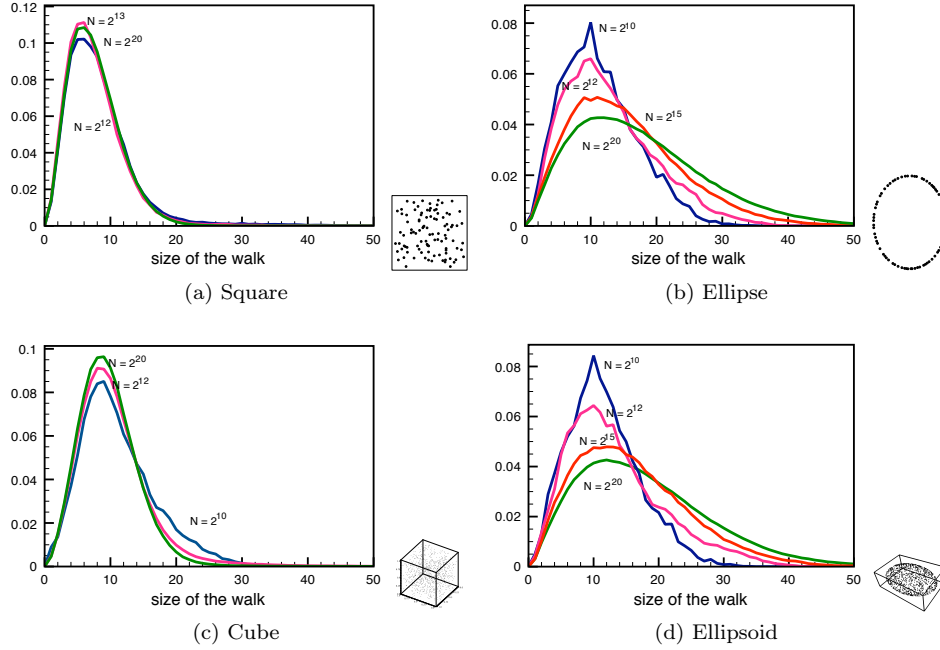 0.12
0.1
0.08
0.06
0.04
0.02
0
N = 2^13
N = 2^20
N = 2^12
0 10 20 30 40 50
size of the walk
(a) Square
0.08
0.06
0.04
0.02
0
N = 2^10
N = 2^12
N = 2^15
N = 2^20
0 10 20 30 40 50
size of the walk
(b) Ellipse
0.1
0.08
0.06
0.04
0.02
0
N = 2^20
N = 2^12
N = 2^10
0 10 20 30 40 50
size of the walk
(c) Cube
0.08
0.06
0.04
0.02
0
N = 2^10
N = 2^12
N = 2^15
N = 2^20
0 10 20 30 40 50
size of the walk
(d) Ellipsoid